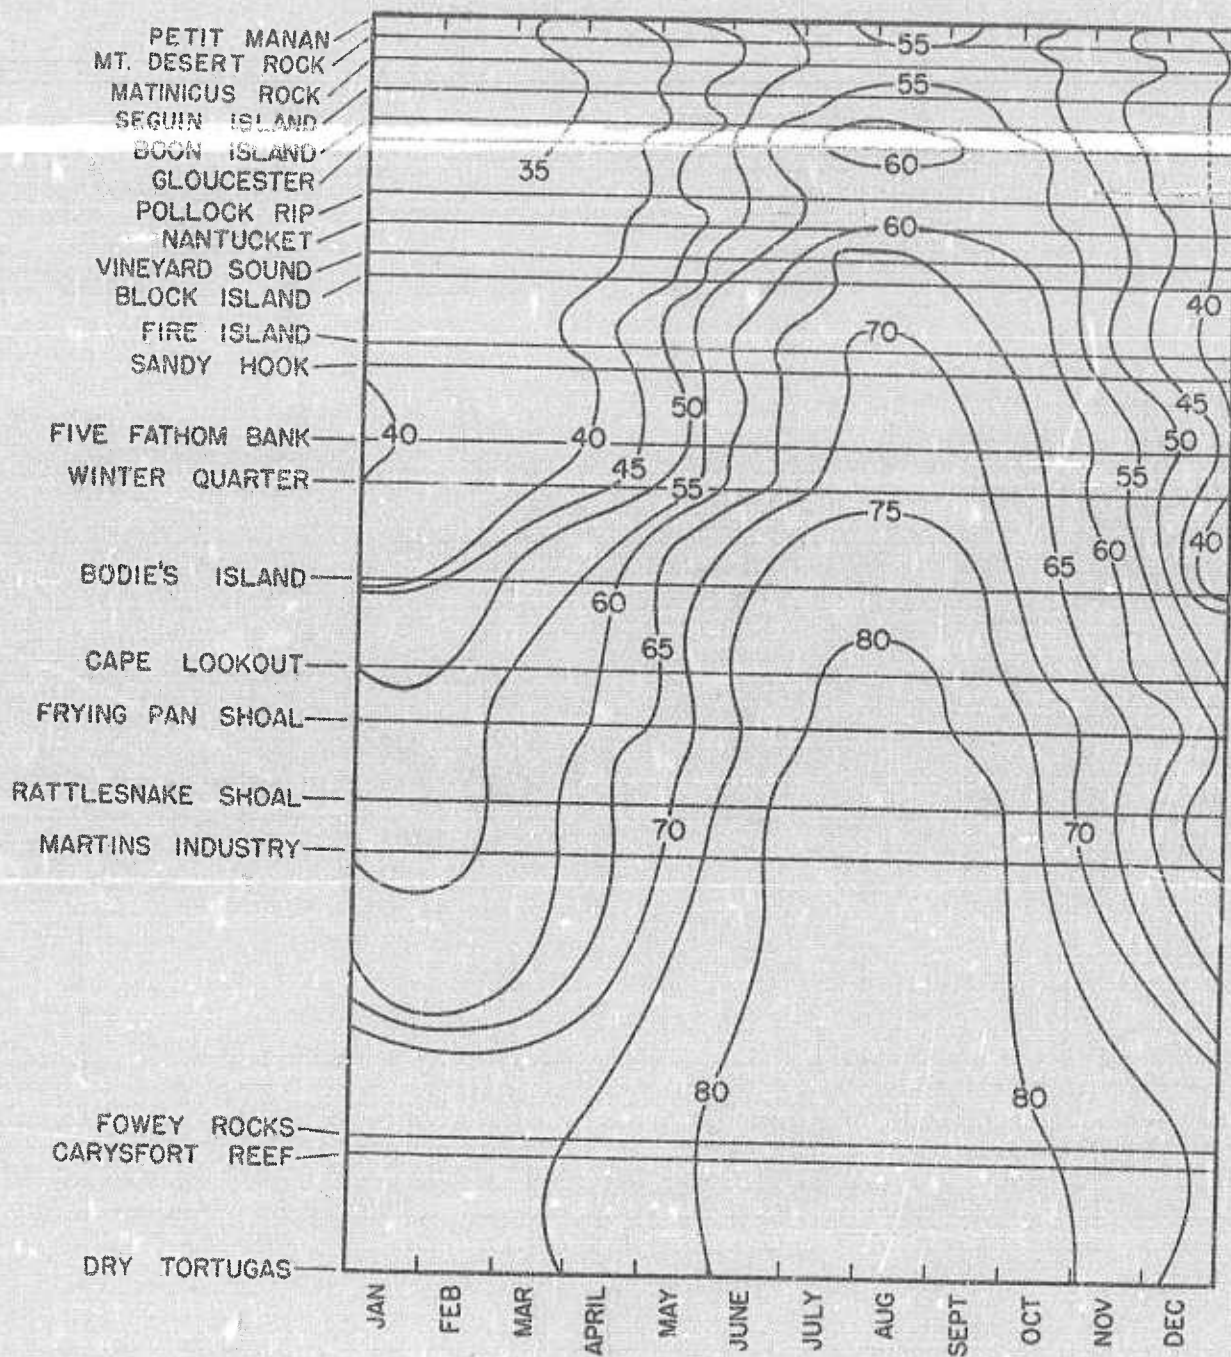 PETIT MANAN
MT. DESERT ROCK
MATINICUS ROCK
SEGUIN ISLAND
BOON ISLAND
GLOUCESTER
POLLOCK RIP
NANTUCKET
VINEYARD SOUND
BLOCK ISLAND
FIRE ISLAND
SANDY HOOK
FIVE FATHOM BANK
WINTER QUARTER
BODIE'S ISLAND
CAPE LOOKOUT
FRYING PAN SHOAL
RATTLESNAKE SHOAL
MARTINS INDUSTRY
FOWEY ROCKS
CARYSFORT REEF
DRY TORTUGAS
55
55
35
60
60
40
70
45
50
40
40
50
45
55
55
75
40
60
65
60
65
80
70
70
80
80
JAN
FEB
MAR
APRIL
MAY
JUNE
JULY
AUG
SEPT
OCT
NOV
DEC